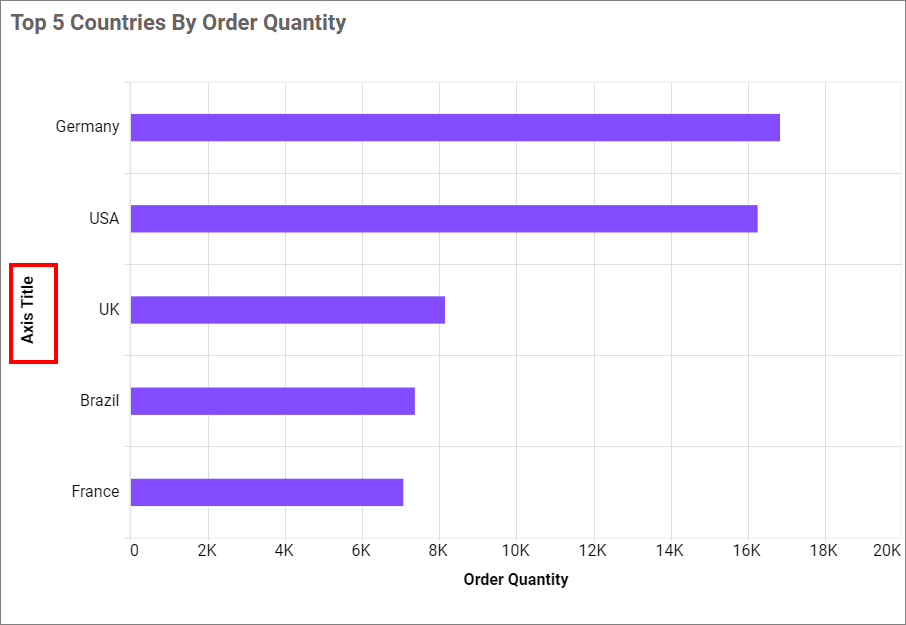 Top 5 Countries By Order Quantity
Germany
USA
UK
Brazil
France
Axis Title
0 2K 4K 6K 8K 10K 12K 14K 16K 18K 20K
Order Quantity